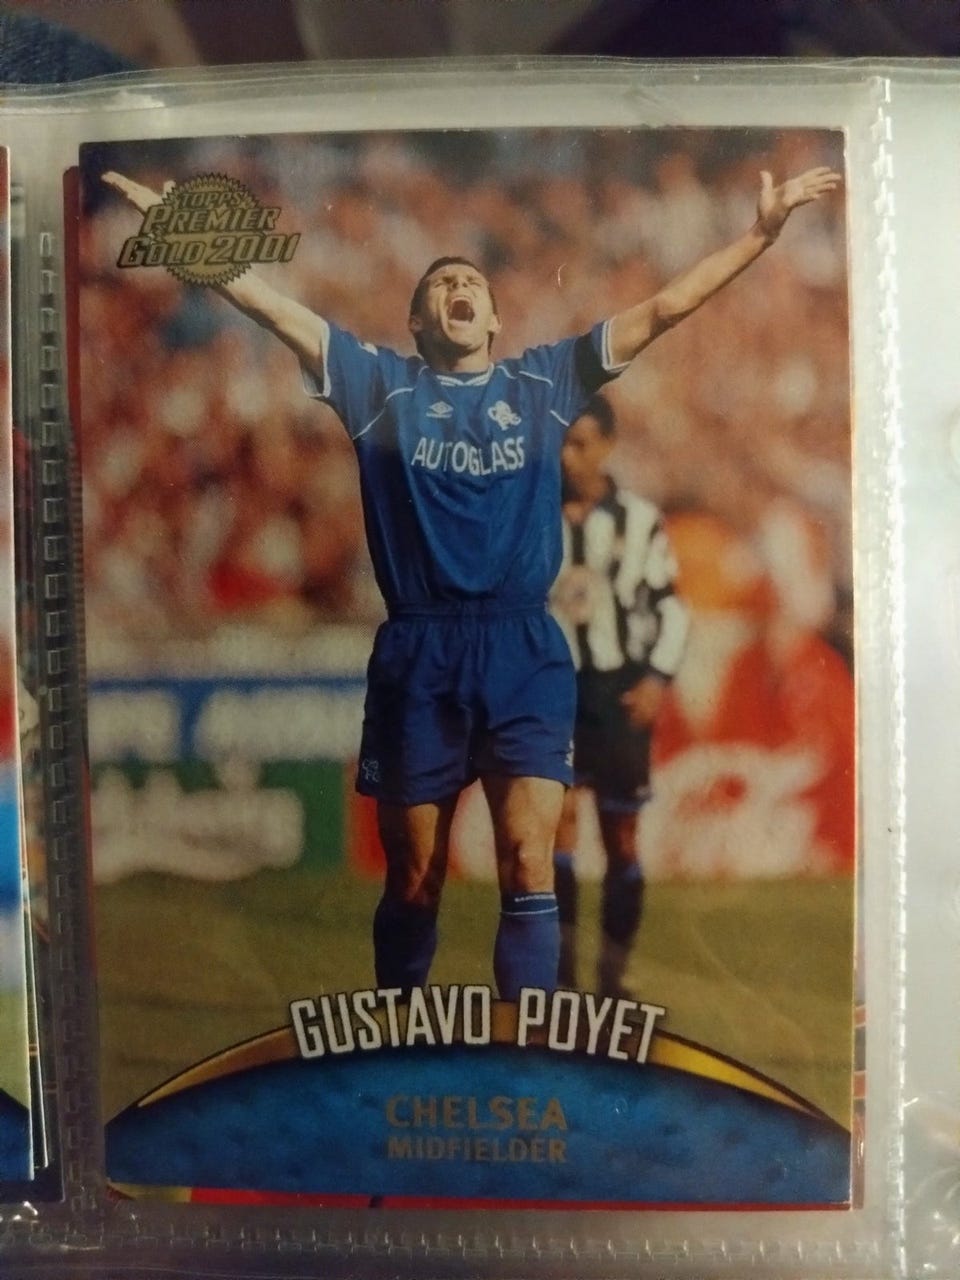 TOPPS
PREMIER
GOLD 2001
AUTOGLASS
GUSTAVO POYET
CHELSEA
MIDFIELDER